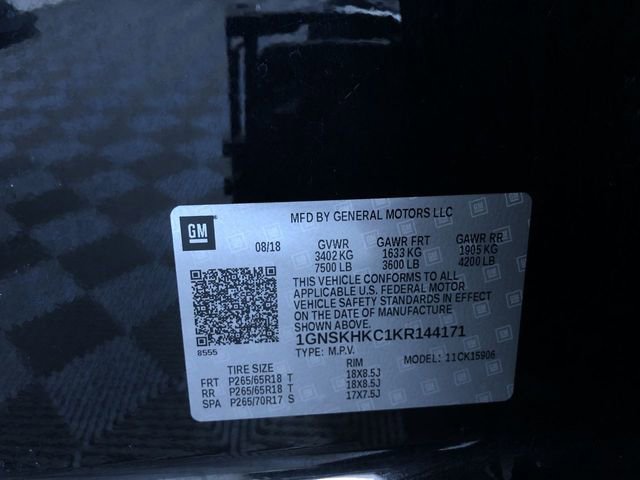 GM
MFD BY GENERAL MOTORS LLC
08/18 GVWR GAWR FRT GAWR RR
3402 KG 1633 KG 1905 KG
7500 LB 3600 LB 4200 LB
THIS VEHICLE CONFORMS TO ALL
APPLICABLE U.S. FEDERAL MOTOR
VEHICLE SAFETY STANDARDS IN EFFECT
ON THE DATE OF MANUFACTURE
SHOWN ABOVE.
1GNSKHKC1KR144171
8555 TYPE: M.P.V. MODEL: 11CK15906
TIRE SIZE RIM
FRT P265/65R18 T 18X8.5J
RR P265/65R18 T 18X8.5J
SPA P265/70R17 S 17X7.5J